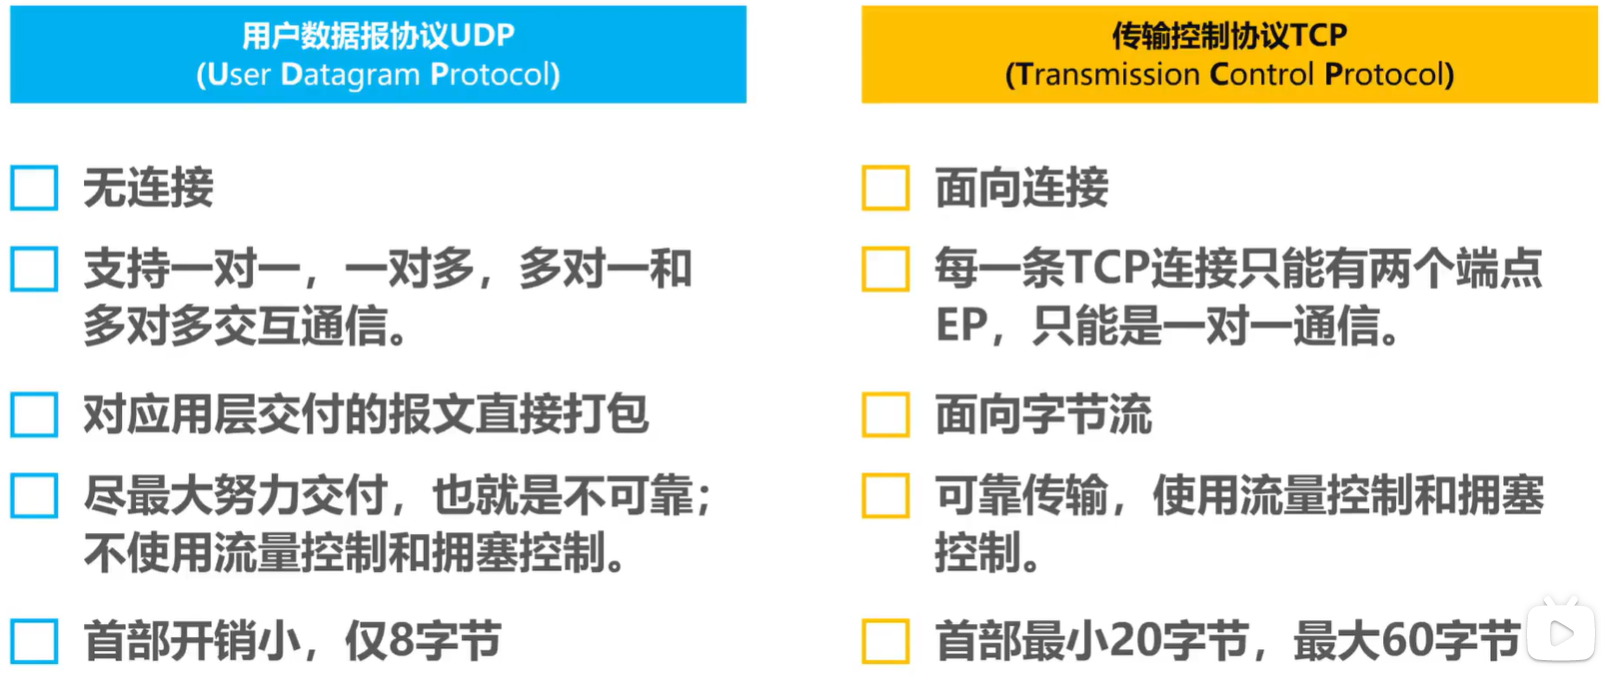 用户数据报协议UDP
(User Datagram Protocol)
无连接
支持一对一，一对多，多对一和
多对多交互通信。
对应用层交付的报文直接打包
尽最大努力交付，也就是不可靠；
不使用流量控制和拥塞控制。
首部开销小，仅8字节
传输控制协议TCP
(Transmission Control Protocol)
面向连接
每一条TCP连接只能有两个端点
EP，只能是一对一通信。
面向字节流
可靠传输，使用流量控制和拥塞
控制。
首部最小20字节，最大60字节